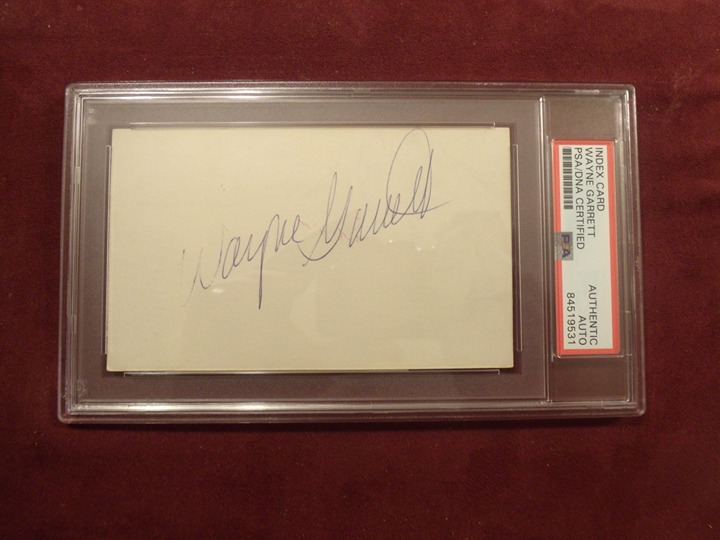 Wayne Garrett
INDEX CARD
WAYNE GARRETT
PSA/DNA CERTIFIED
PSA
AUTHENTIC
AUTO
84519531